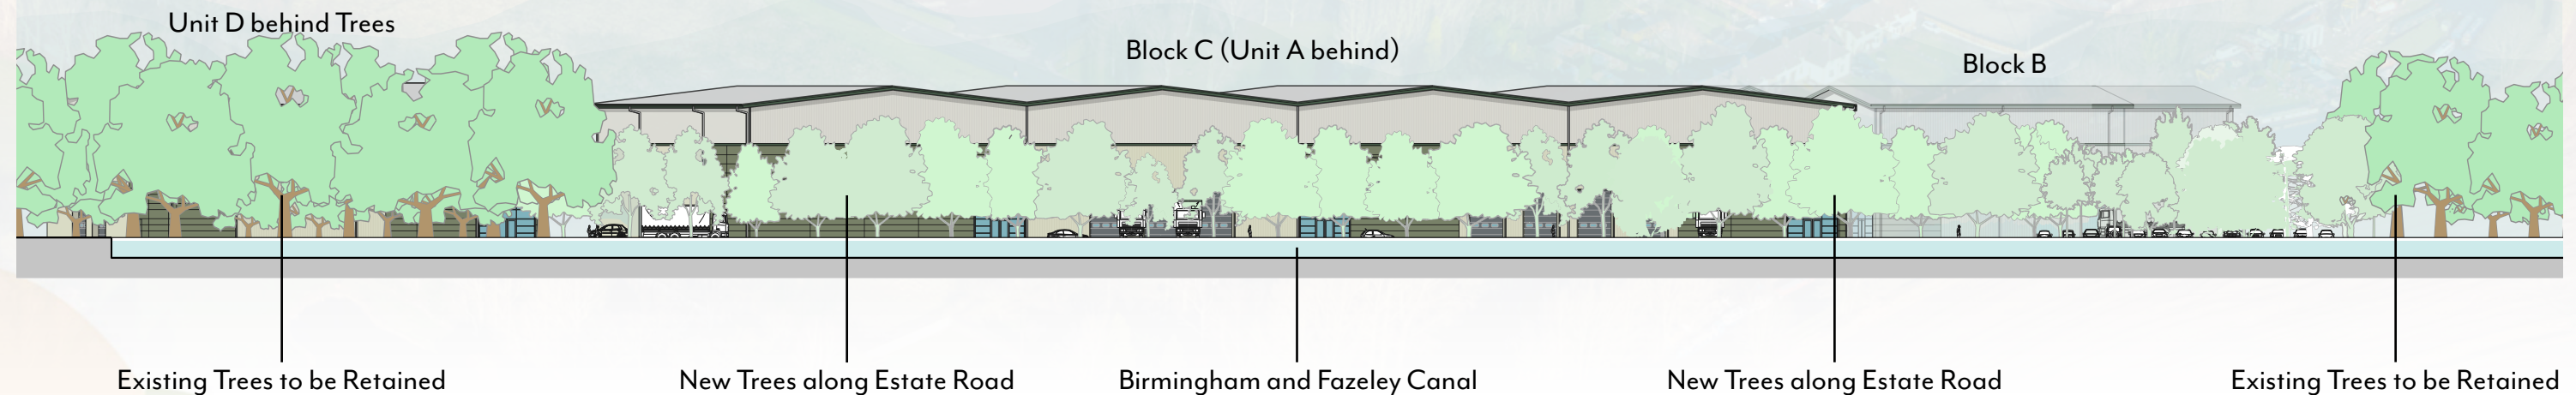 Unit D behind Trees
Block C (Unit A behind)
Block B
Existing Trees to be Retained
New Trees along Estate Road
Birmingham and Fazeley Canal
New Trees along Estate Road
Existing Trees to be Retained